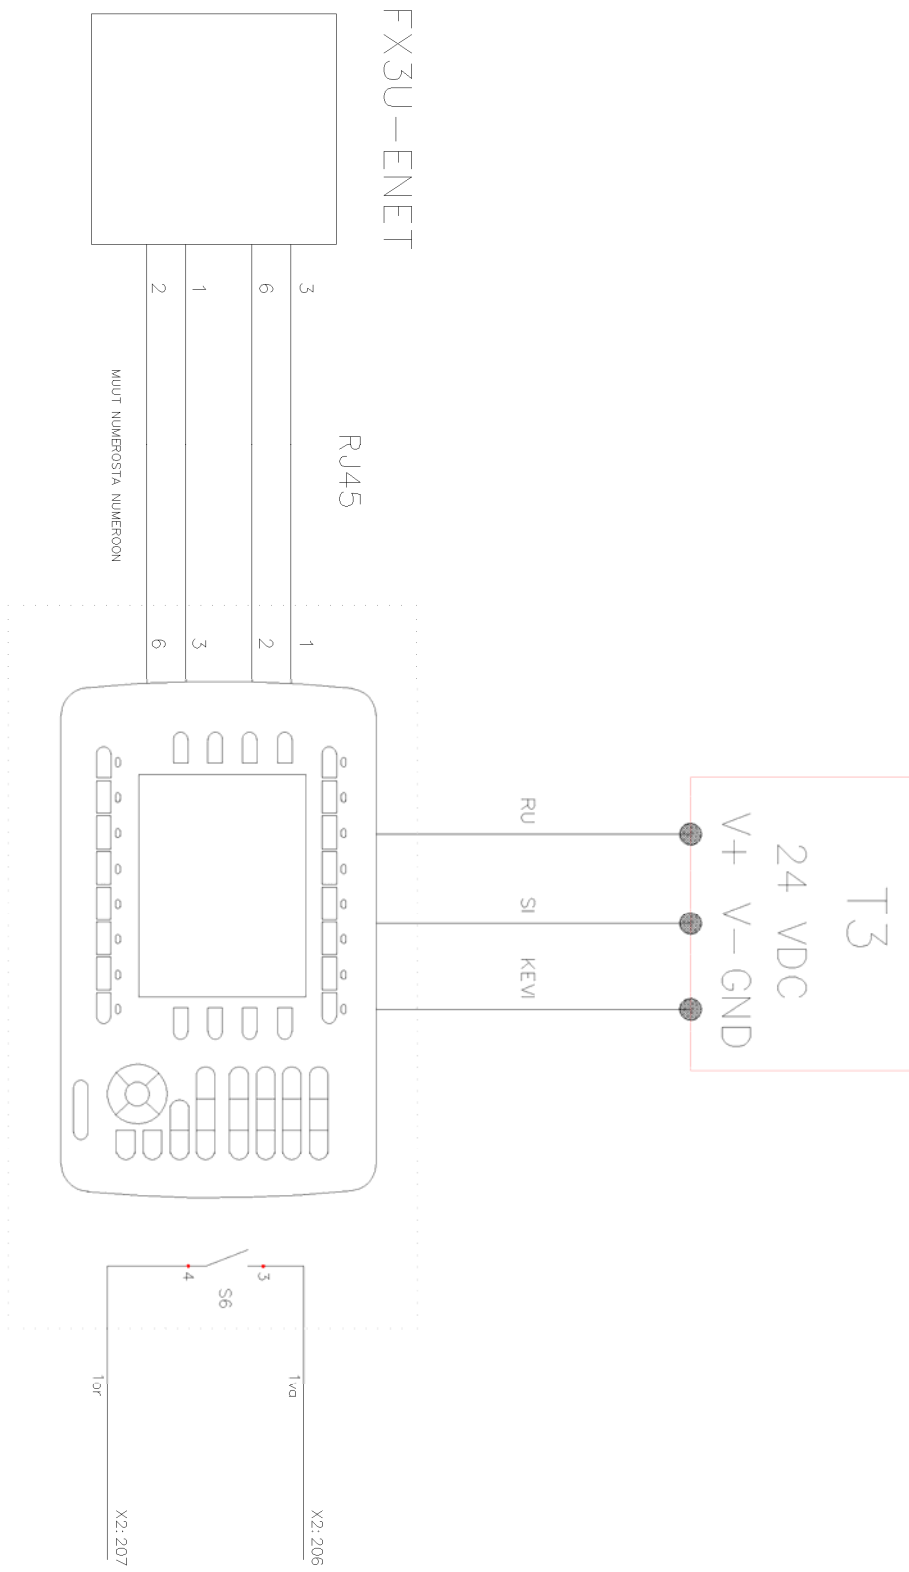 FX3U-ENET
3
6
1
2
RJ45
MUUT NUMEROSTA NUMEROON
1
2
3
6
T3
24 VDC
V+ V- GND
RU
SI
KEVI
3
4
S6
1va
1or
X2: 206
X2: 207